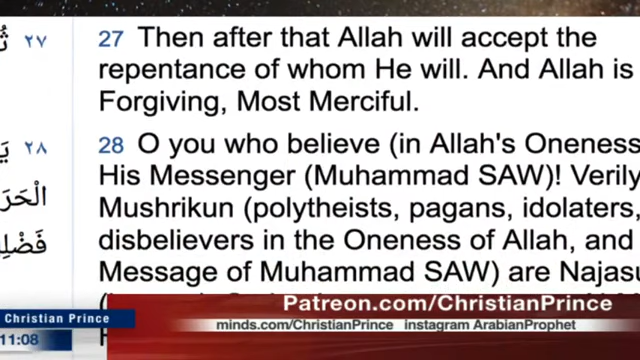 ٢٧
27 Then after that Allah will accept the
repentance of whom He will. And Allah is
Forgiving, Most Merciful.
٢٨
28 O you who believe (in Allah's Oneness
His Messenger (Muhammad SAW)! Verily
Mushrikun (polytheists, pagans, idolaters,
الْحَرَ
disbelievers in the Oneness of Allah, and
Message of Muhammad SAW) are Najasu
Patreon.com/ChristianPrince
Christian Prince
minds.com/ChristianPrince instagram ArabianProphet
11:08